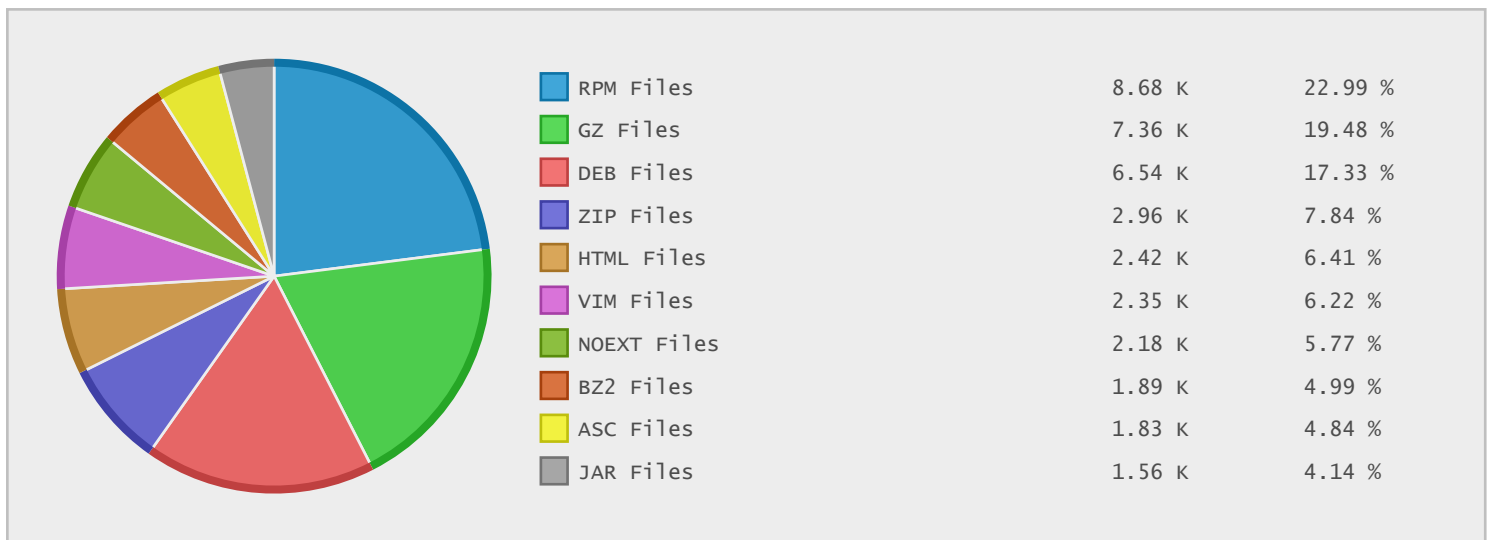 RPM Files 8.68 K 22.99 %
GZ Files 7.36 K 19.48 %
DEB Files 6.54 K 17.33 %
ZIP Files 2.96 K 7.84 %
HTML Files 2.42 K 6.41 %
VIM Files 2.35 K 6.22 %
NOEXT Files 2.18 K 5.77 %
BZ2 Files 1.89 K 4.99 %
ASC Files 1.83 K 4.84 %
JAR Files 1.56 K 4.14 %